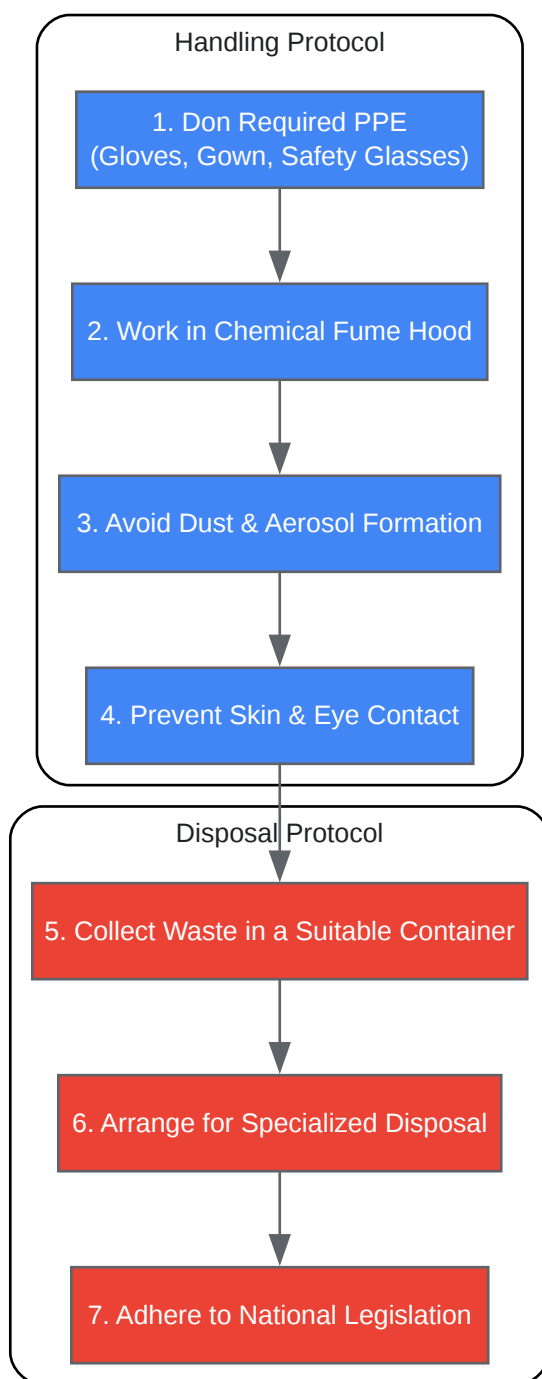 Handling Protocol
1. Don Required PPE
(Gloves, Gown, Safety Glasses)
2. Work in Chemical Fume Hood
3. Avoid Dust & Aerosol Formation
4. Prevent Skin & Eye Contact
Disposal Protocol
5. Collect Waste in a Suitable Container
6. Arrange for Specialized Disposal
7. Adhere to National Legislation